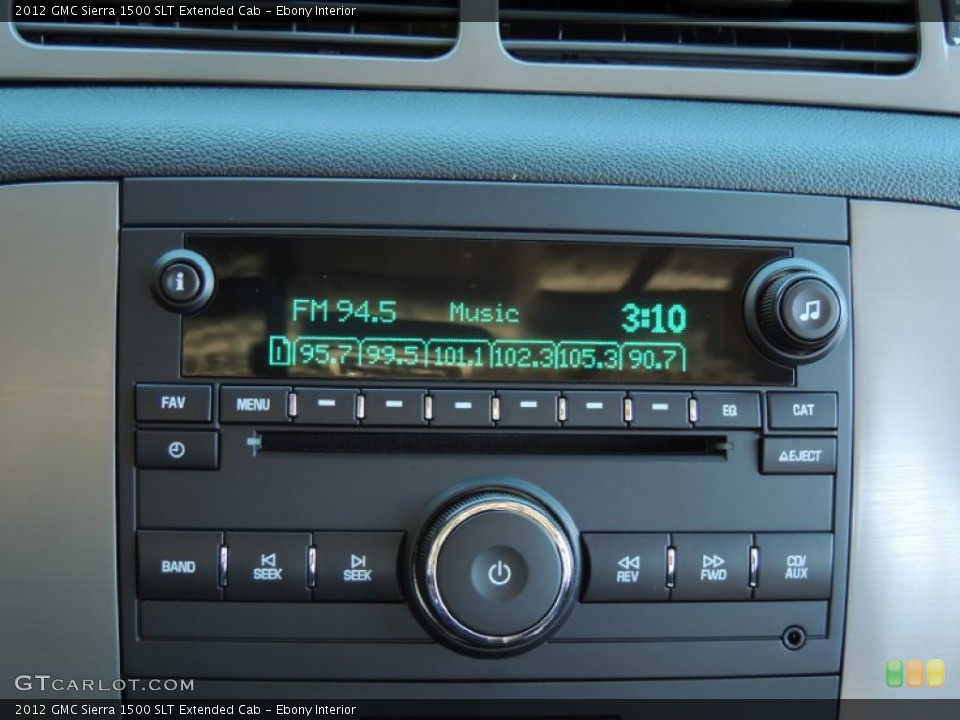 2012 GMC Sierra 1500 SLT Extended Cab - Ebony Interior
FM 94.5 Music 3:10
1 95.7 99.5 101.1 102.3 105.3 90.7
FAV MENU EQ CAT
EJECT
BAND SEEK SEEK REV FWD CD/
AUX
GTCARLOT.COM
2012 GMC Sierra 1500 SLT Extended Cab - Ebony Interior